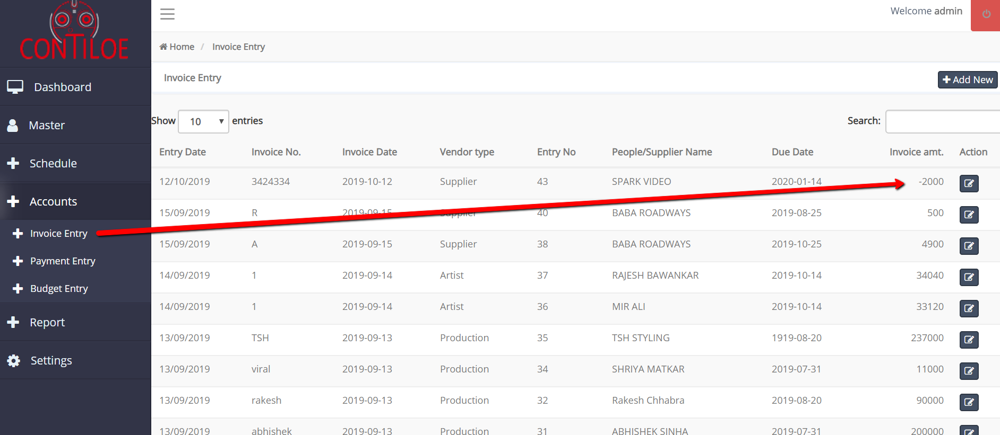 CONTILOE
Welcome admin
Home / Invoice Entry
Invoice Entry
Add New
Dashboard
Master
Schedule
Accounts
Invoice Entry
Payment Entry
Budget Entry
Report
Settings
Show 10 entries
Search:
Entry Date Invoice No. Invoice Date Vendor type Entry No People/Supplier Name Due Date Invoice amt. Action
12/10/2019 3424334 2019-10-12 Supplier 43 SPARK VIDEO 2020-01-14 -2000
15/09/2019 R 2019-09-15 Supplier 40 BABA ROADWAYS 2019-08-25 500
15/09/2019 A 2019-09-15 Supplier 38 BABA ROADWAYS 2019-10-25 4900
14/09/2019 1 2019-09-14 Artist 37 RAJESH BAWANKAR 2019-10-14 34040
14/09/2019 1 2019-09-14 Artist 36 MIR ALI 2019-10-14 33120
13/09/2019 TSH 2019-09-13 Production 35 TSH STYLING 1919-08-20 237000
13/09/2019 viral 2019-09-13 Production 34 SHRIYA MATKAR 2019-07-31 11000
13/09/2019 rakesh 2019-09-13 Production 32 Rakesh Chhabra 2019-08-20 90000
13/09/2019 abhishek 2019-09-13 Production 31 ABHISHEK SINHA 2019-07-31 200000